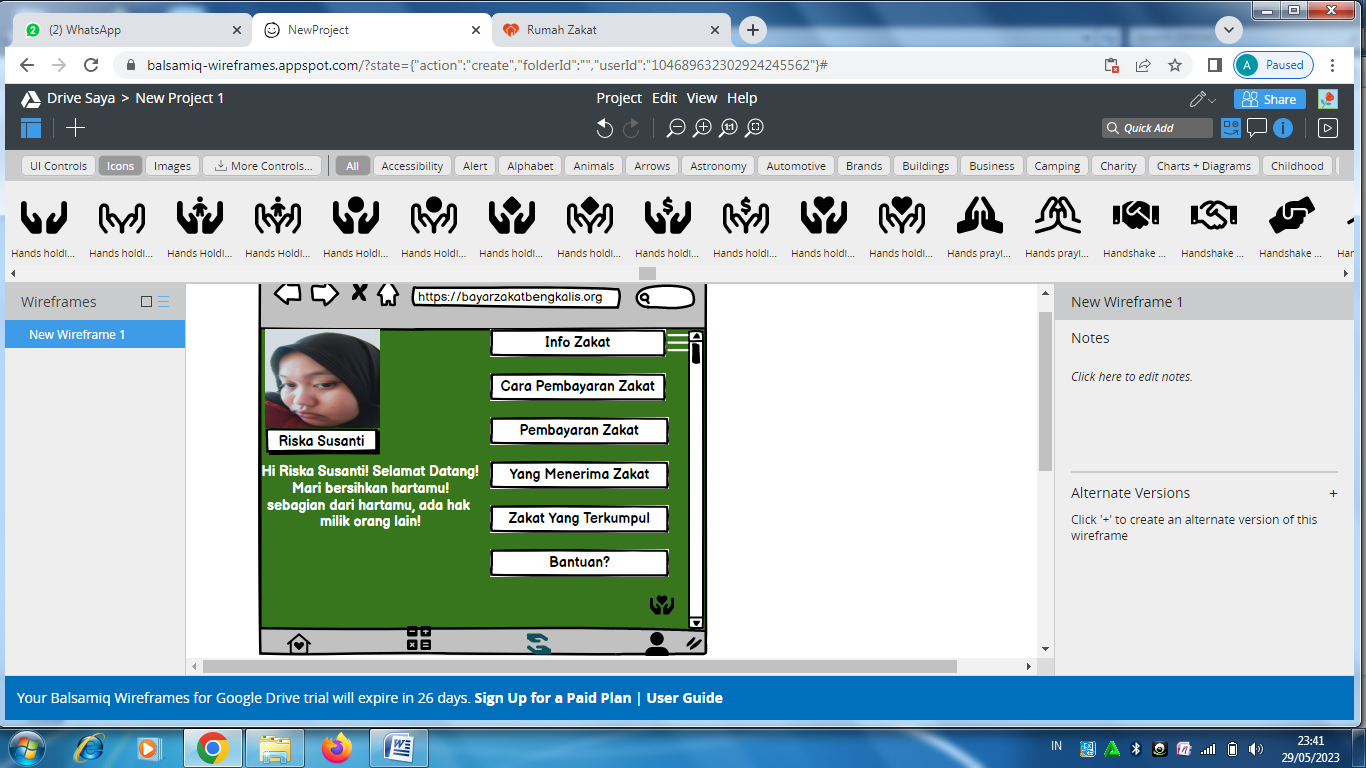 (2) WhatsApp
NewProject
Rumah Zakat
balsamiq-wireframes.appspot.com/?state={"action":"create","folderId":"","userId":"104689632302924245562"}#
A Paused
Drive Saya > New Project 1
Project Edit View Help
Share
1:1
Quick Add
UI Controls Icons Images More Controls... All Accessibility Alert Alphabet Animals Arrows Astronomy Automotive Brands Buildings Business Camping Charity Charts + Diagrams Childhood
Hands holdi... Hands holdi... Hands Holdi... Hands Holdi... Hands Holdi... Hands holdi... Hands holdi... Hands holdi... Hands holdi... Hands holdi... Hands holdi... Hands holdi... Hands prayi... Hands prayi... Handshake ... Handshake ... Handshake ...
Wireframes
New Wireframe 1
https://bayarzakatbengkalis.org
Riska Susanti
Hi Riska Susanti! Selamat Datang!
Mari bersihkan hartamu!
sebagian dari hartamu, ada hak
milik orang lain!
Info Zakat
Cara Pembayaran Zakat
Pembayaran Zakat
Yang Menerima Zakat
Zakat Yang Terkumpul
Bantuan?
New Wireframe 1
Notes
Click here to edit notes.
Alternate Versions +
Click '+' to create an alternate version of this
wireframe
Your Balsamiq Wireframes for Google Drive trial will expire in 26 days. Sign Up for a Paid Plan | User Guide
IN
23:41
29/05/2023